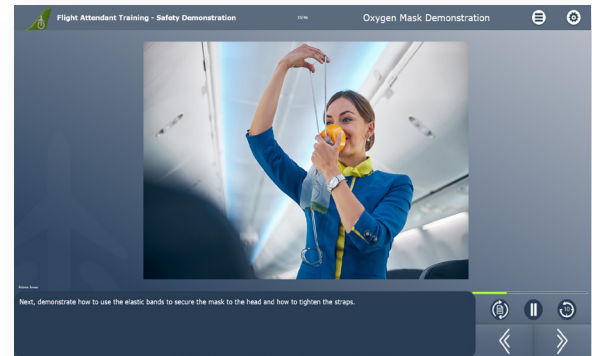 Flight Attendant Training - Safety Demonstration
Oxygen Mask Demonstration
Next, demonstrate how to use the elastic bands to secure the mask to the head and how to tighten the straps.
10